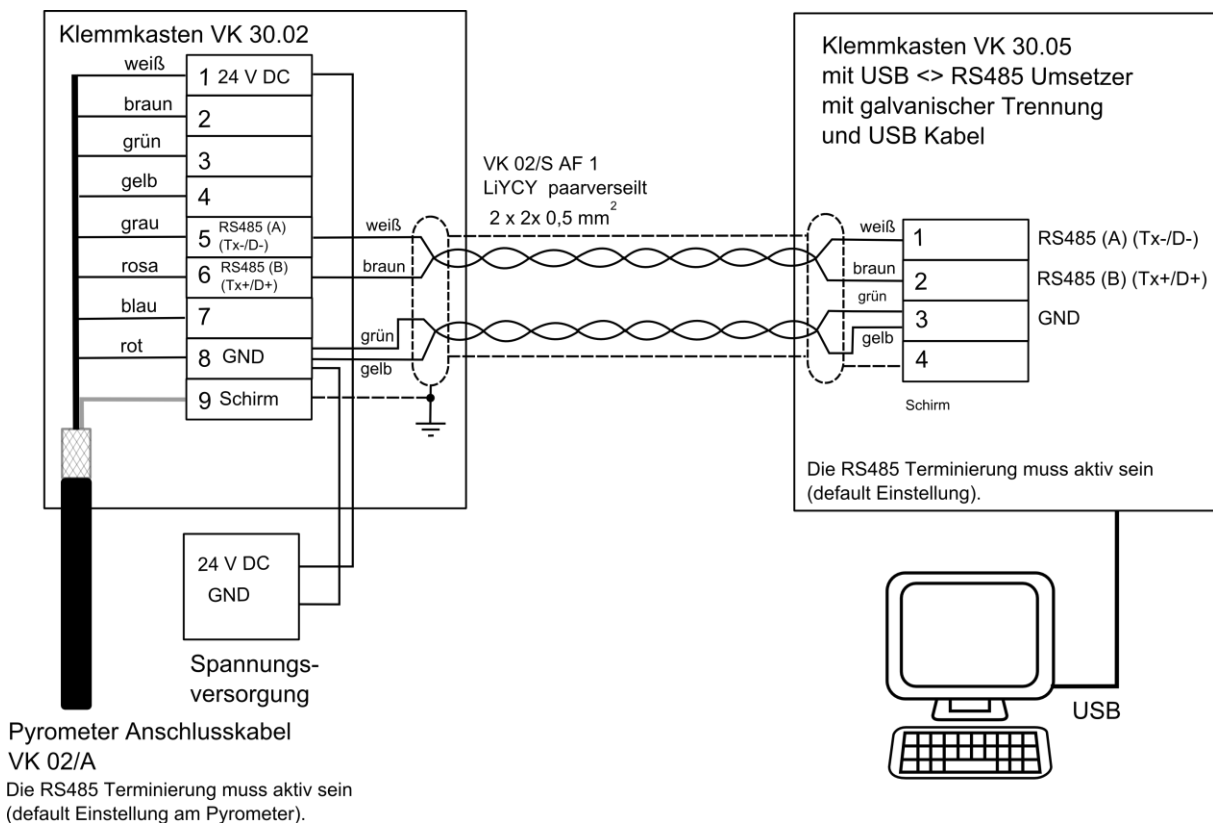 Klemmkasten VK 30.02
weiß
1 24 V DC
braun
2
grün
3
gelb
4
grau
5 RS485 (A)
(Tx-/D-)
rosa
6 RS485 (B)
(Tx+/D+)
blau
7
rot
8 GND
9 Schirm
weiß
braun
grün
gelb
VK 02/S AF 1
LiYCY paarverseilt
2 x 2x 0,5 mm²
Klemmkasten VK 30.05
mit USB <> RS485 Umsetzer
mit galvanischer Trennung
und USB Kabel
weiß
1
RS485 (A) (Tx-/D-)
braun
2
RS485 (B) (Tx+/D+)
grün
3
GND
gelb
4
Schirm
Die RS485 Terminierung muss aktiv sein
(default Einstellung).
24 V DC
GND
Spannungs-
versorgung
USB
Pyrometer Anschlusskabel
VK 02/A
Die RS485 Terminierung muss aktiv sein
(default Einstellung am Pyrometer).